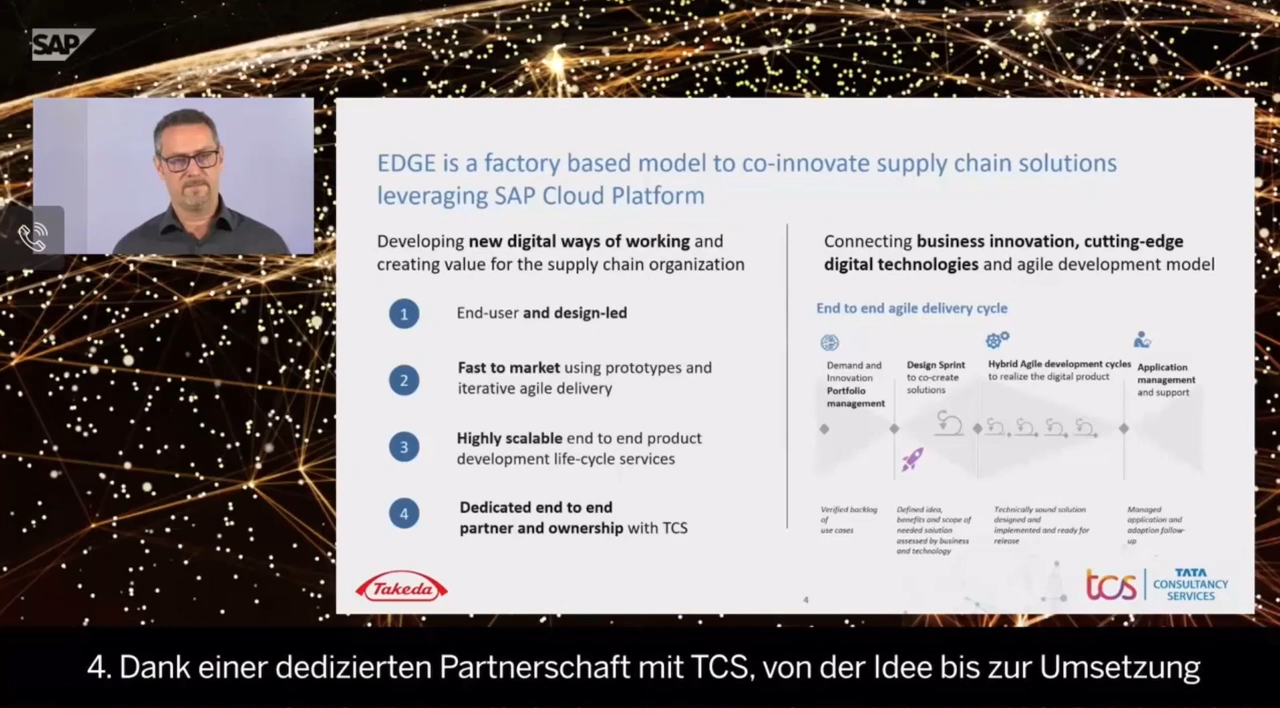 SAP
EDGE is a factory based model to co-innovate supply chain solutions
leveraging SAP Cloud Platform
Developing new digital ways of working and
creating value for the supply chain organization
1 End-user and design-led
2 Fast to market using prototypes and
iterative agile delivery
3 Highly scalable end to end product
development life-cycle services
4 Dedicated end to end
partner and ownership with TCS
Connecting business innovation, cutting-edge
digital technologies and agile development model
End to end agile delivery cycle
Demand and
Innovation
Portfolio
management
Design Sprint
to co-create
solutions
Hybrid Agile development cycles
to realize the digital product
Application
management
and support
Verified backlog
of
use cases
Defined idea,
benefits and scope of
needed solution
assessed by business
and technology
Technically sound solution
designed and
implemented and ready for
release
Managed
application and
adoption follow-
up
Takeda
4
tcs
TATA
CONSULTANCY
SERVICES
4. Dank einer dedizierten Partnerschaft mit TCS, von der Idee bis zur Umsetzung